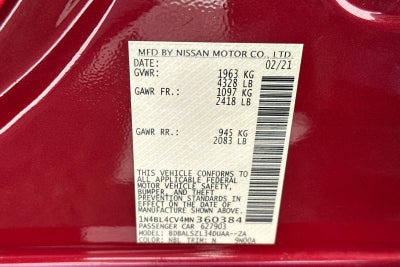 MFD BY NISSAN MOTOR CO., LTD.
DATE: 02/21
GVWR: 1963 KG
4328 LB
GAWR FR.: 1097 KG
2418 LB
GAWR RR.: 945 KG
2083 LB
THIS VEHICLE CONFORMS TO
ALL APPLICABLE FEDERAL
MOTOR VEHICLE SAFETY,
BUMPER, AND THEFT
PREVENTION STANDARDS IN
EFFECT ON THE DATE OF
MANUFACTURE SHOWN ABOVE.
1N4BL4CV4MN360384
PASSENGER CAR 627903
MODEL: BDBALSZL34DUAA--ZA
COLOR: NBL TRIM: N 9N00A